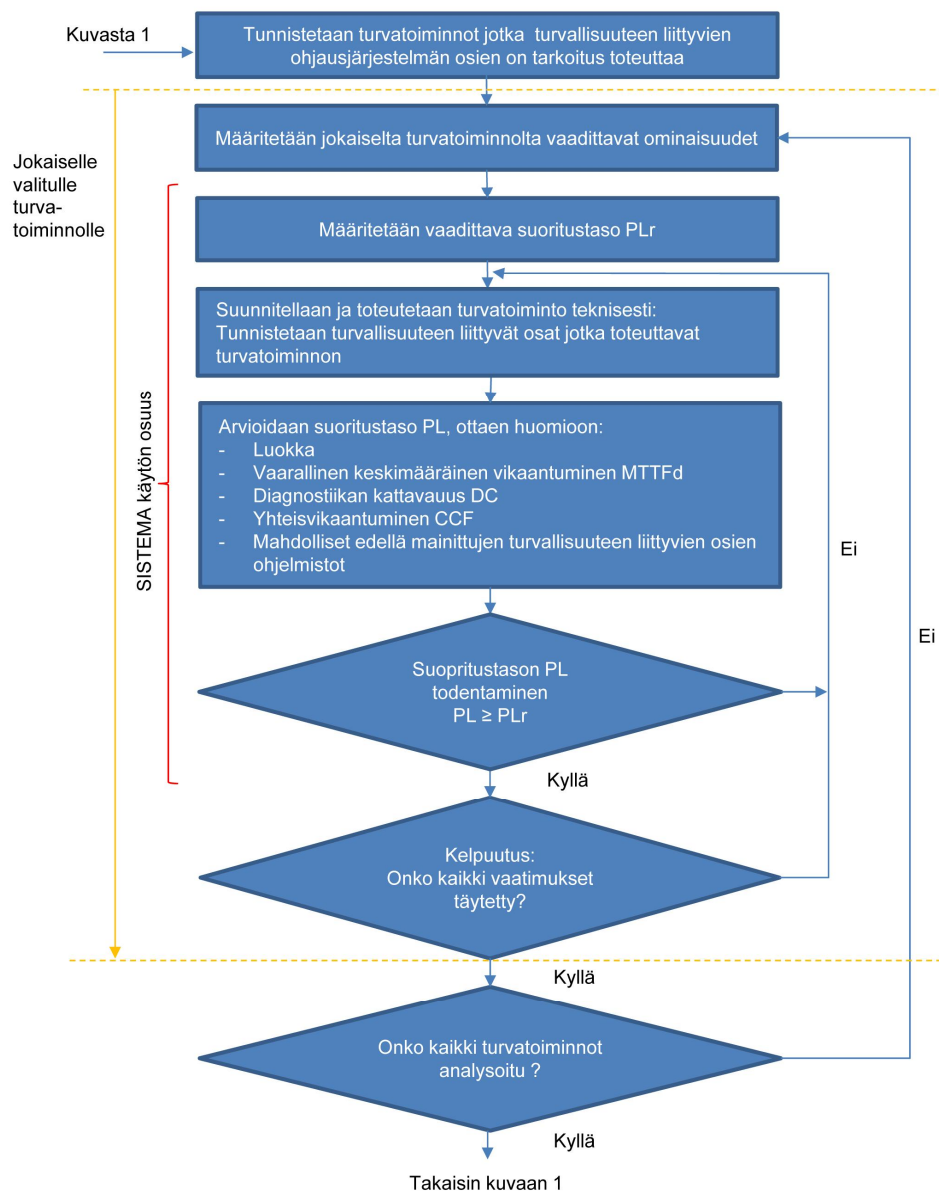 Kuvasta 1
Tunnistetaan turvatoiminnot jotka turvallisuuteen liittyvien
ohjausjärjestelmän osien on tarkoitus toteuttaa
Määritetään jokaiselta turvatoiminnolta vaadittavat ominaisuudet
Jokaiselle
valitulle
turva-
toiminnolle
Määritetään vaadittava suoritustaso PLr
Suunnitellaan ja toteutetaan turvatoiminto teknisesti:
Tunnistetaan turvallisuuteen liittyvät osat jotka toteuttavat
turvatoiminnon
SISTEMA käytön osuus
Arvioidaan suoritustaso PL, ottaen huomioon:
- Luokka
- Vaarallinen keskimääräinen vikaantuminen MTTFd
- Diagnostiikan kattavauus DC
- Yhteisvikaantuminen CCF
- Mahdolliset edellä mainittujen turvallisuuteen liittyvien osien
ohjelmistot
Ei
Ei
Suopritustason PL
todentaminen
PL ≥ PLr
Kyllä
Kelpuutus:
Onko kaikki vaatimukset
täytetty?
Kyllä
Onko kaikki turvatoiminnot
analysoitu ?
Kyllä
Takaisin kuvaan 1